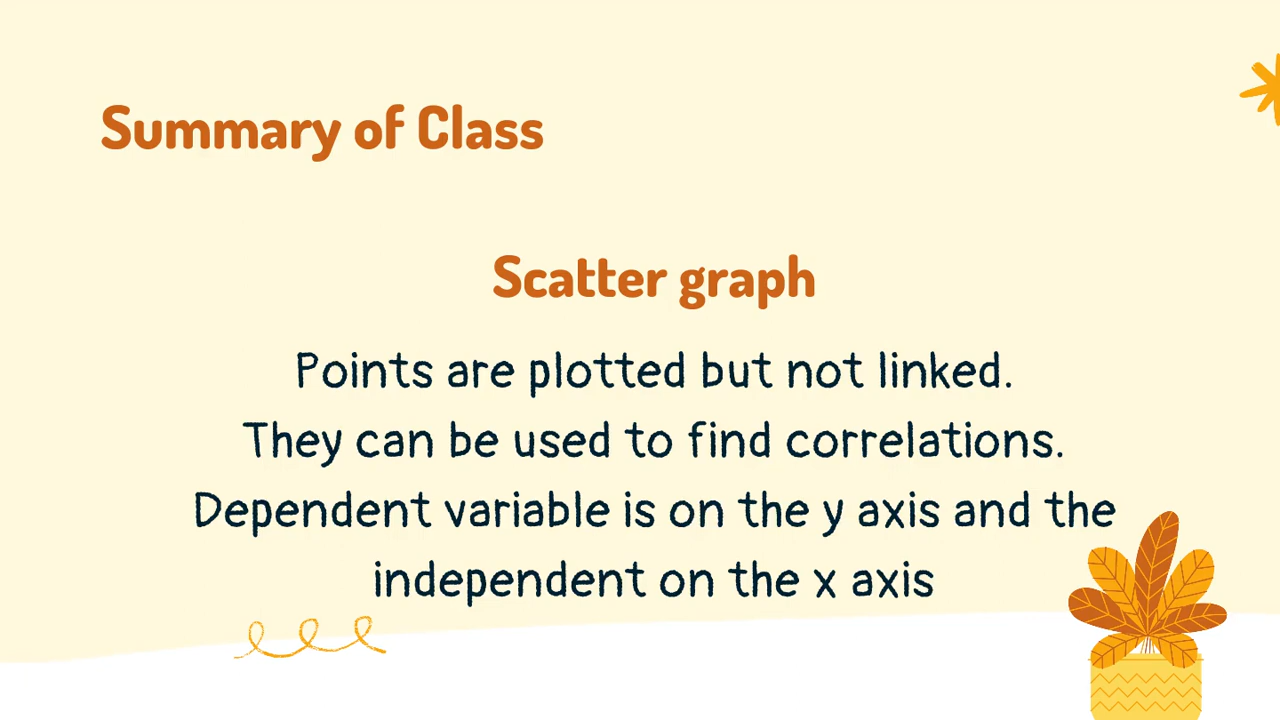 Summary of Class
Scatter graph
Points are plotted but not linked.
They can be used to find correlations.
Dependent variable is on the y axis and the
independent on the x axis